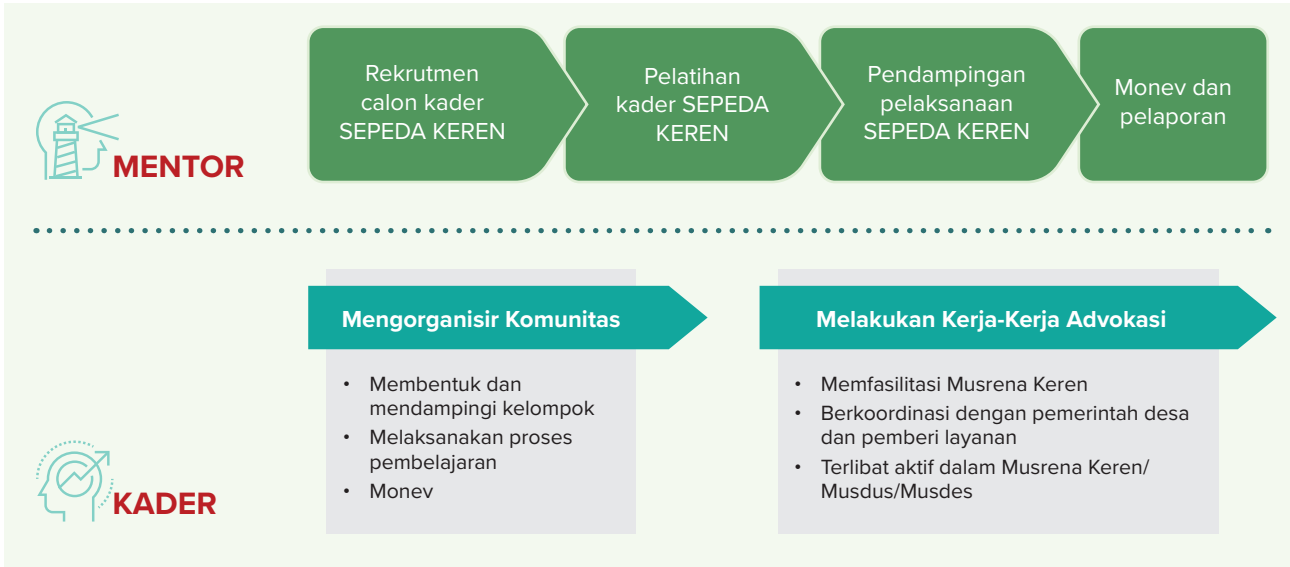 Rekrutmen
calon kader
SEPEDA KEREN
Pelatihan
kader SEPEDA
KEREN
Pendampingan
pelaksanaan
SEPEDA KEREN
Monev dan
pelaporan
MENTOR
Mengorganisir Komunitas
• Membentuk dan
mendampingi kelompok
• Melaksanakan proses
pembelajaran
• Monev
Melakukan Kerja-Kerja Advokasi
• Memfasilitasi Musrena Keren
• Berkoordinasi dengan pemerintah desa
dan pemberi layanan
• Terlibat aktif dalam Musrena Keren/
Musdus/Musdes
KADER